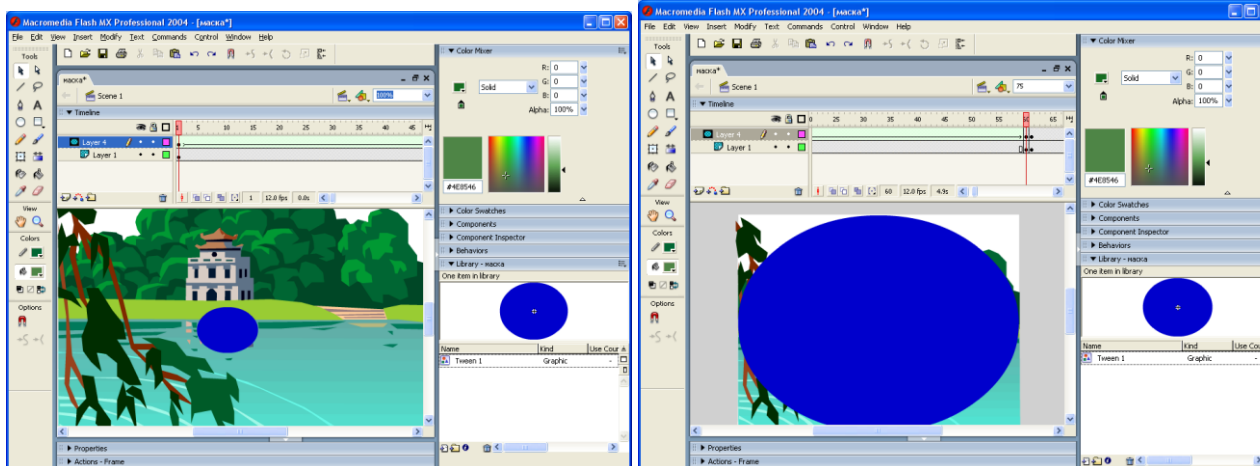 Macromedia Flash MX Professional 2004 - [маска*]
File Edit View Insert Modify Text Commands Control Window Help
Tools
маска*
Scene 1
100%
Timeline
1 5 10 15 20 25 30 35 40 45
Layer 4
Layer 1
1 12.0 fps 0.0s
View
Colors
Options
Properties
Actions - Frame
Color Mixer
R: 0
Solid
G: 0
B: 0
Alpha: 100%
#4E8546
Color Swatches
Components
Component Inspector
Behaviors
Library - маска
One item in library
Name Kind Use Cour
Tween 1 Graphic -
Macromedia Flash MX Professional 2004 - [маска*]
File Edit View Insert Modify Text Commands Control Window Help
Tools
маска*
Scene 1
75
Timeline
20 25 30 35 40 45 50 55 60 65
Layer 4
Layer 1
60 12.0 fps 4.9s
View
Colors
Options
Properties
Actions - Frame
Color Mixer
R: 0
Solid
G: 0
B: 0
Alpha: 100%
#4E8546
Color Swatches
Components
Component Inspector
Behaviors
Library - маска
One item in library
Name Kind Use Cou
Tween 1 Graphic -